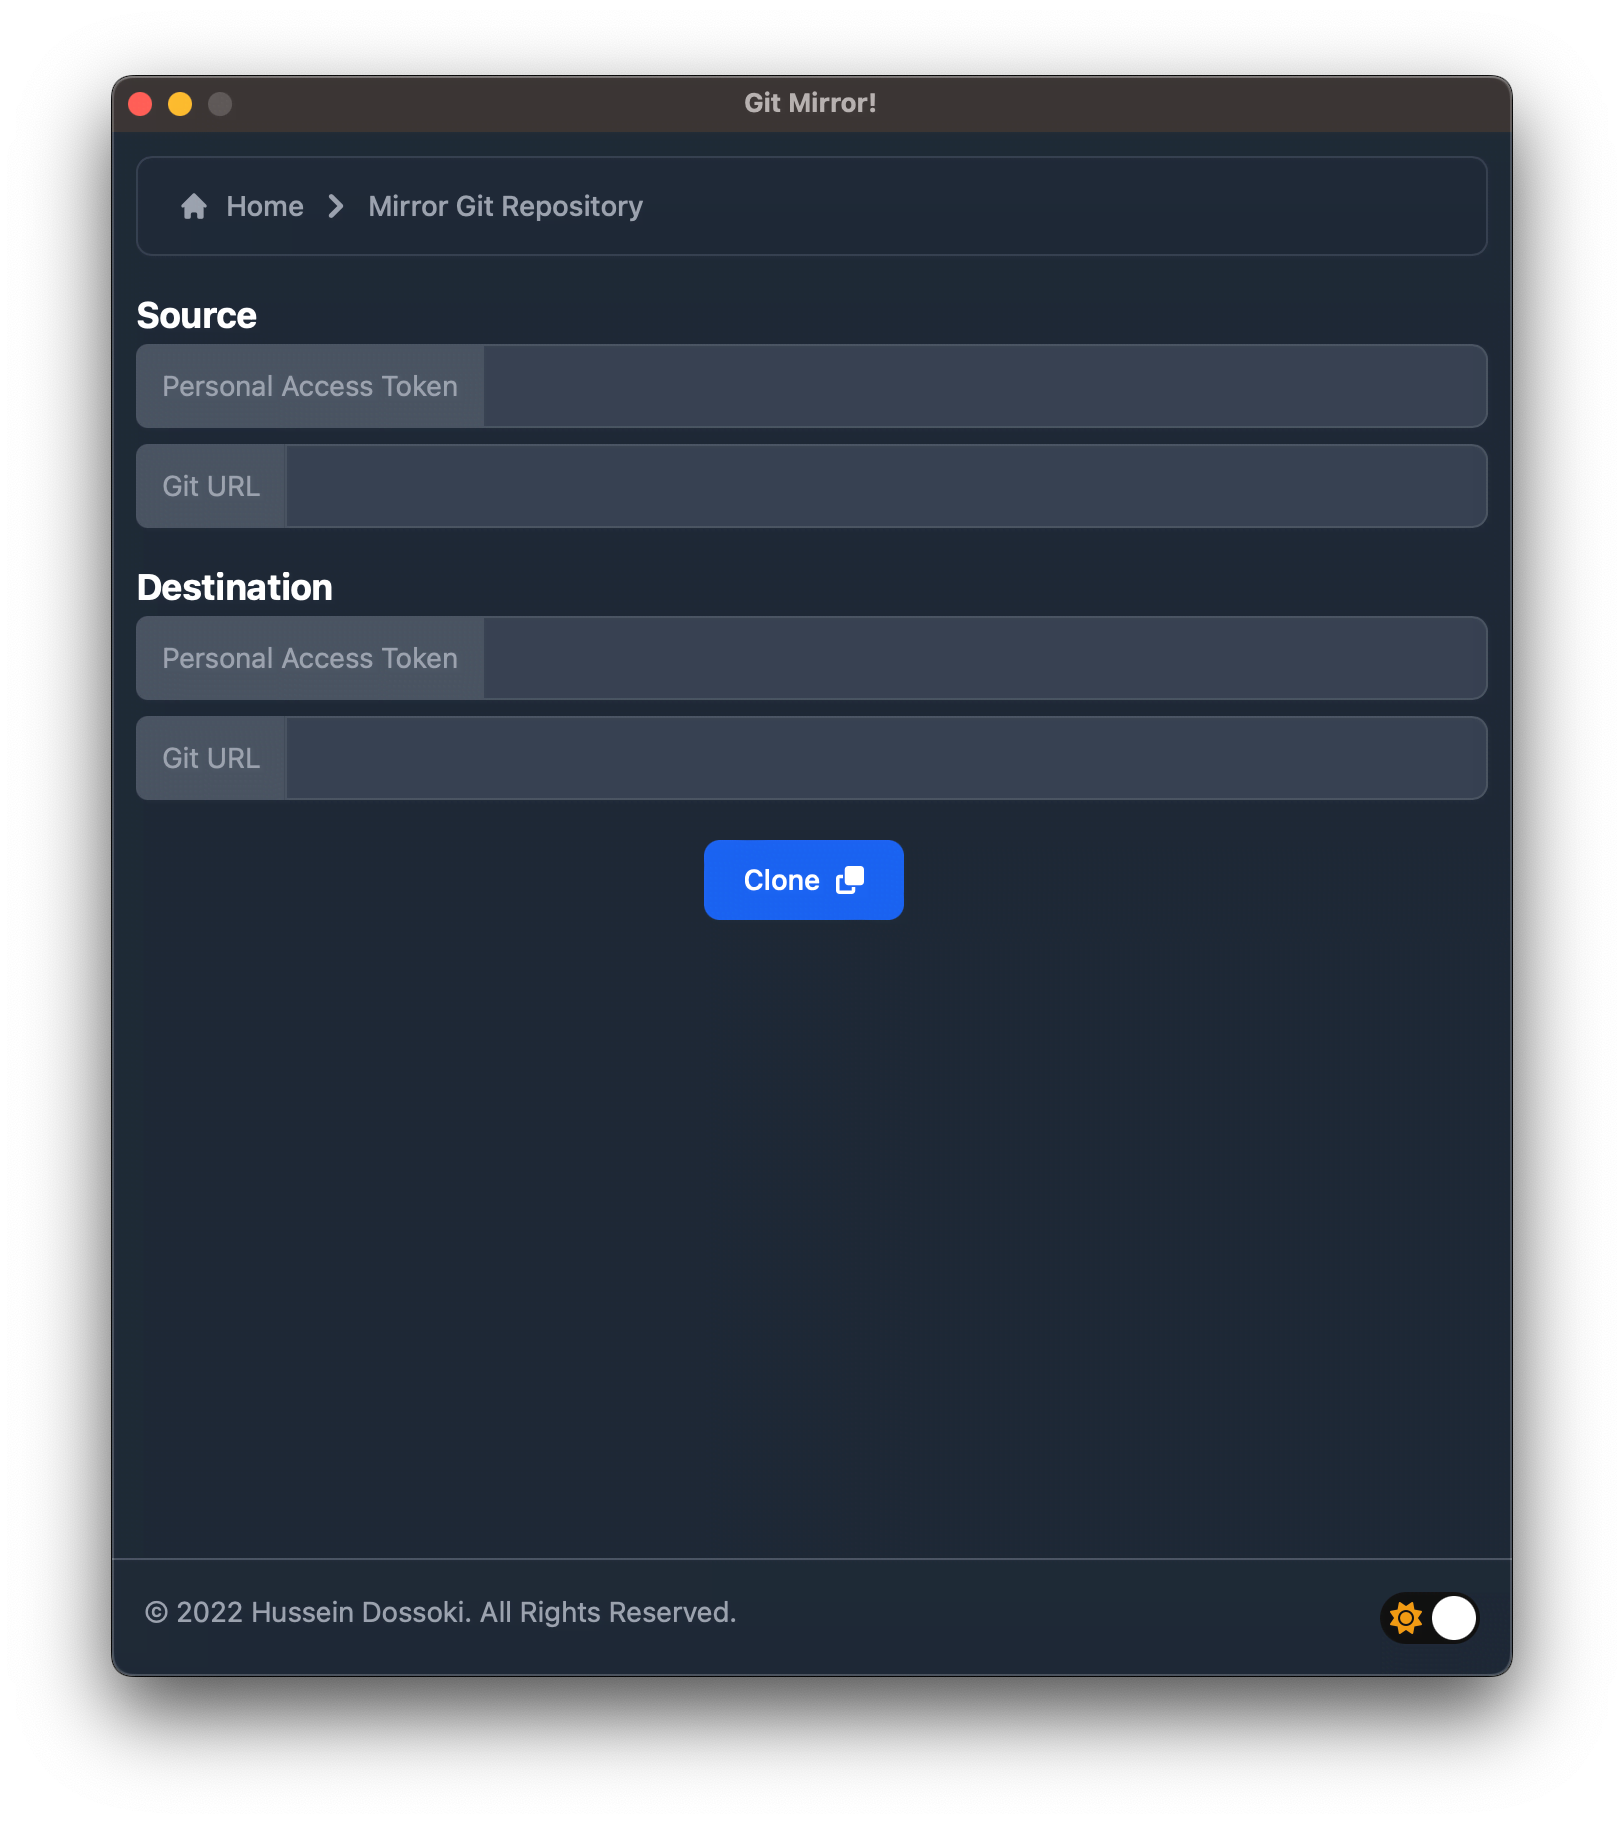 Git Mirror!
Home Mirror Git Repository
Source
Personal Access Token
Git URL
Destination
Personal Access Token
Git URL
Clone
© 2022 Hussein Dossoki. All Rights Reserved.